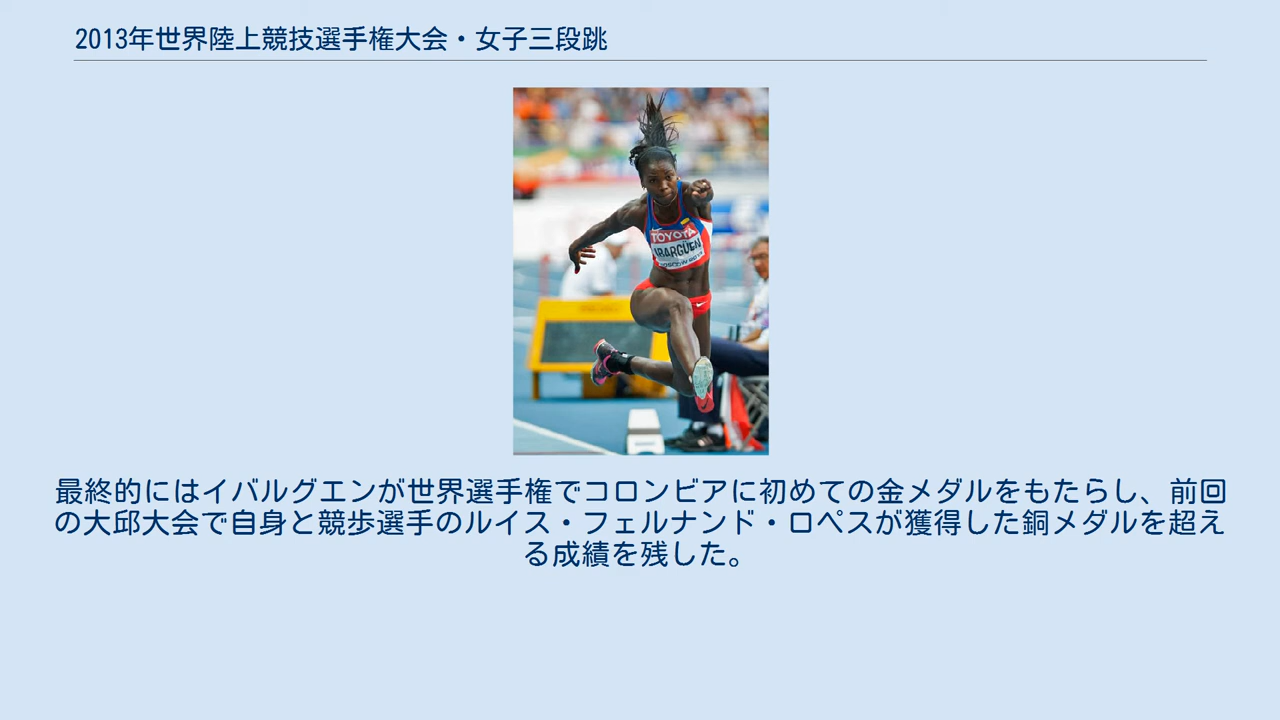 2013年世界陸上競技選手権大会・女子三段跳
TOYOTA
IBARGÜEN
MOSCOW 2013
最終的にはイバルグエンが世界選手権でコロンビアに初めての金メダルをもたらし、前回
の大邱大会で自身と競歩選手のルイス・フェルナンド・ロペスが獲得した銅メダルを超え
る成績を残した。